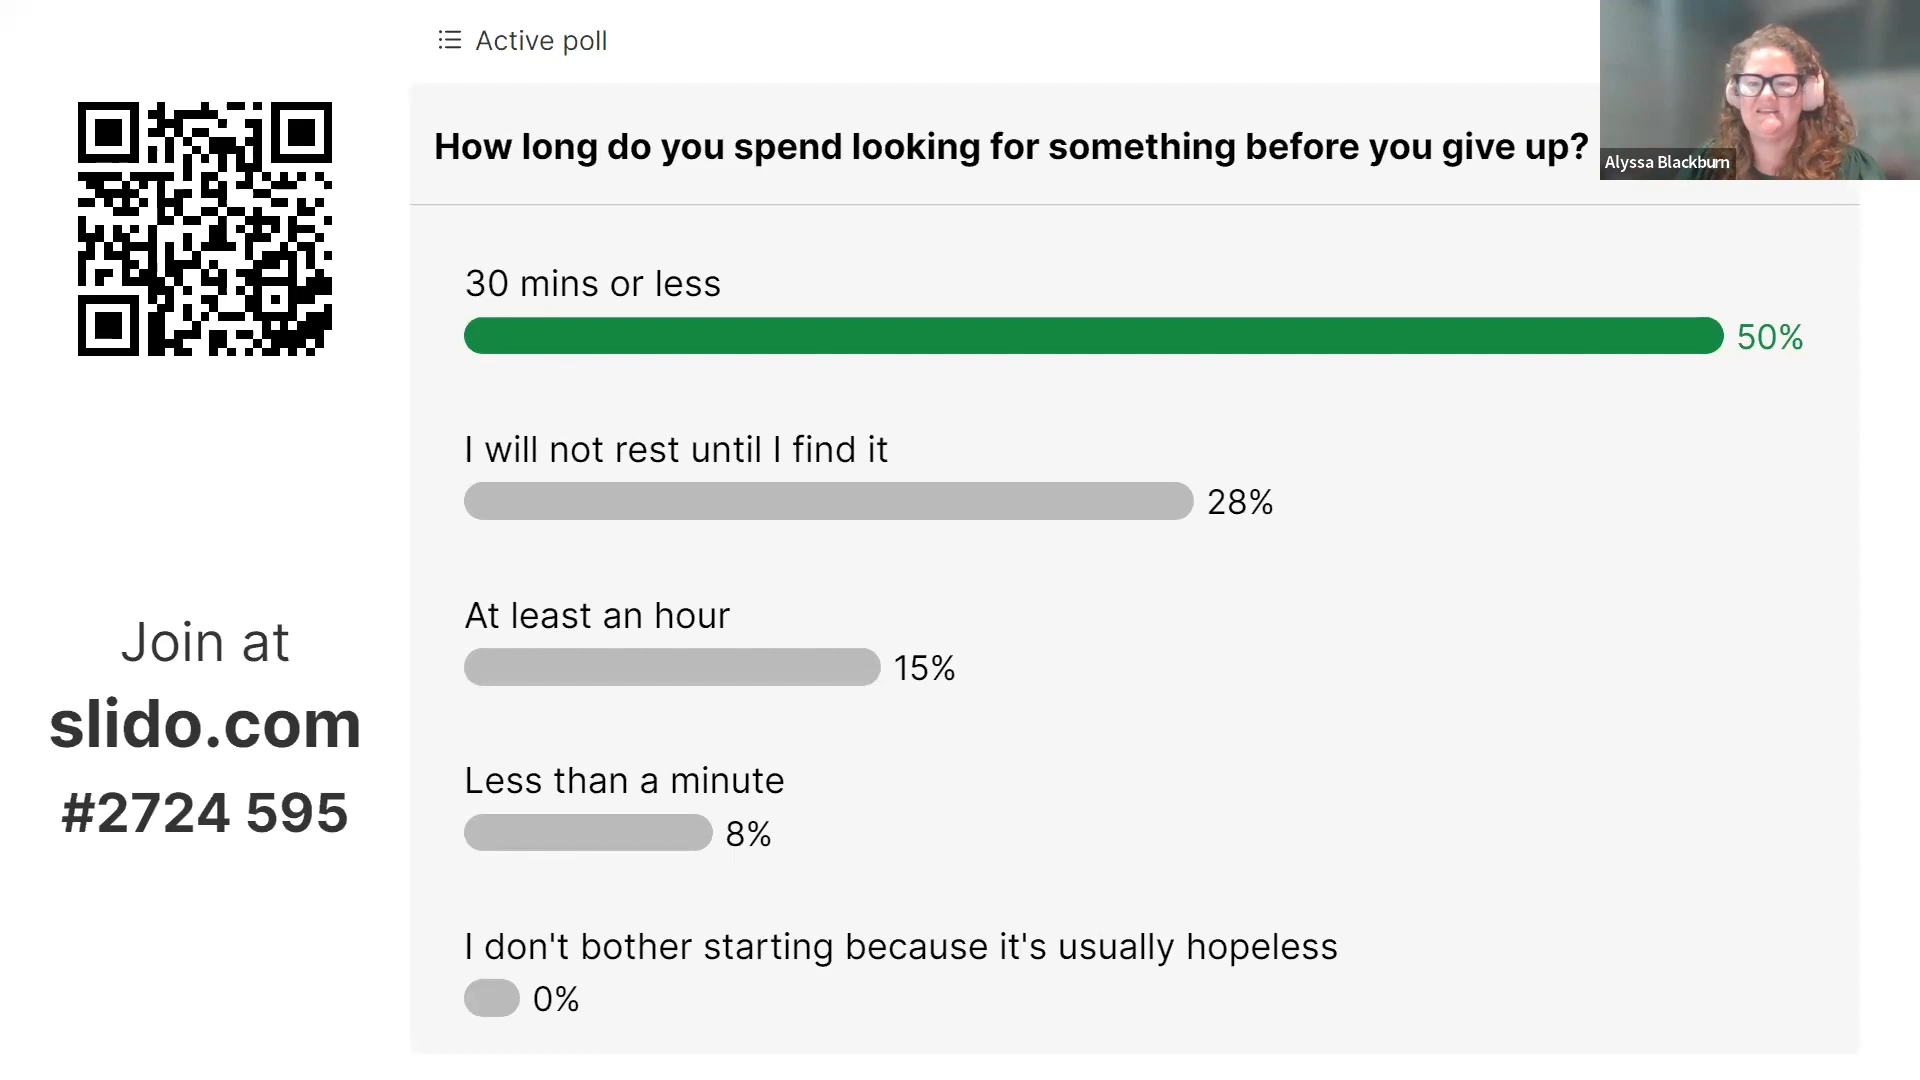 Active poll
Alyssa Blackburn
How long do you spend looking for something before you give up?
30 mins or less
50%
I will not rest until I find it
28%
At least an hour
15%
Less than a minute
8%
I don't bother starting because it's usually hopeless
0%
Join at
slido.com
#2724 595